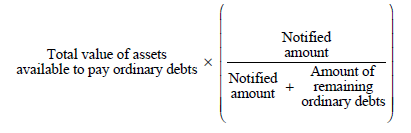 Total value of assets
available to pay ordinary debts
×
Notified
amount
Notified
amount
+
Amount of
remaining
ordinary debts